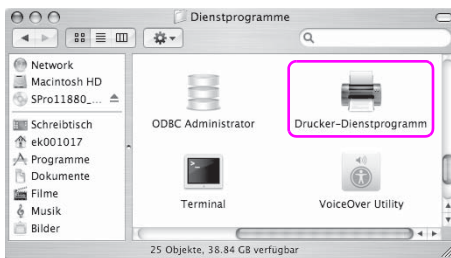 Dienstprogramme
Network
Macintosh HD
SPro11880_...
Schreibtisch
ek001017
Programme
Dokumente
Filme
Musik
Bilder
ODBC Administrator
Drucker-Dienstprogramm
Terminal
VoiceOver Utility
25 Objekte, 38.84 GB verfügbar